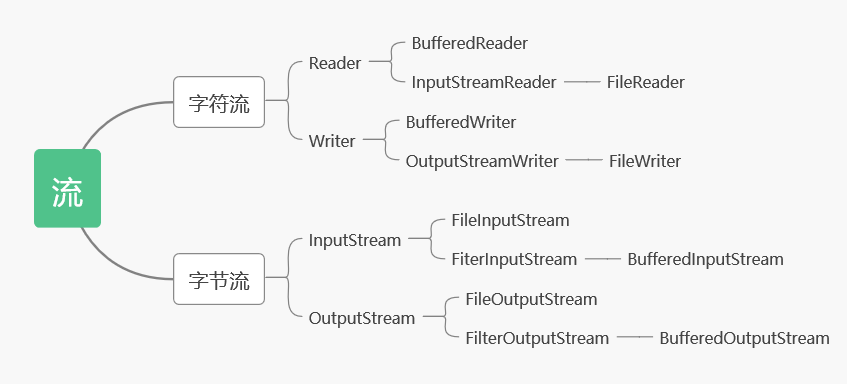 流
字符流
Reader
BufferedReader
InputStreamReader
FileReader
Writer
BufferedWriter
OutputStreamWriter
FileWriter
字节流
InputStream
FileInputStream
FiterInputStream
BufferedInputStream
OutputStream
FileOutputStream
FilterOutputStream
BufferedOutputStream